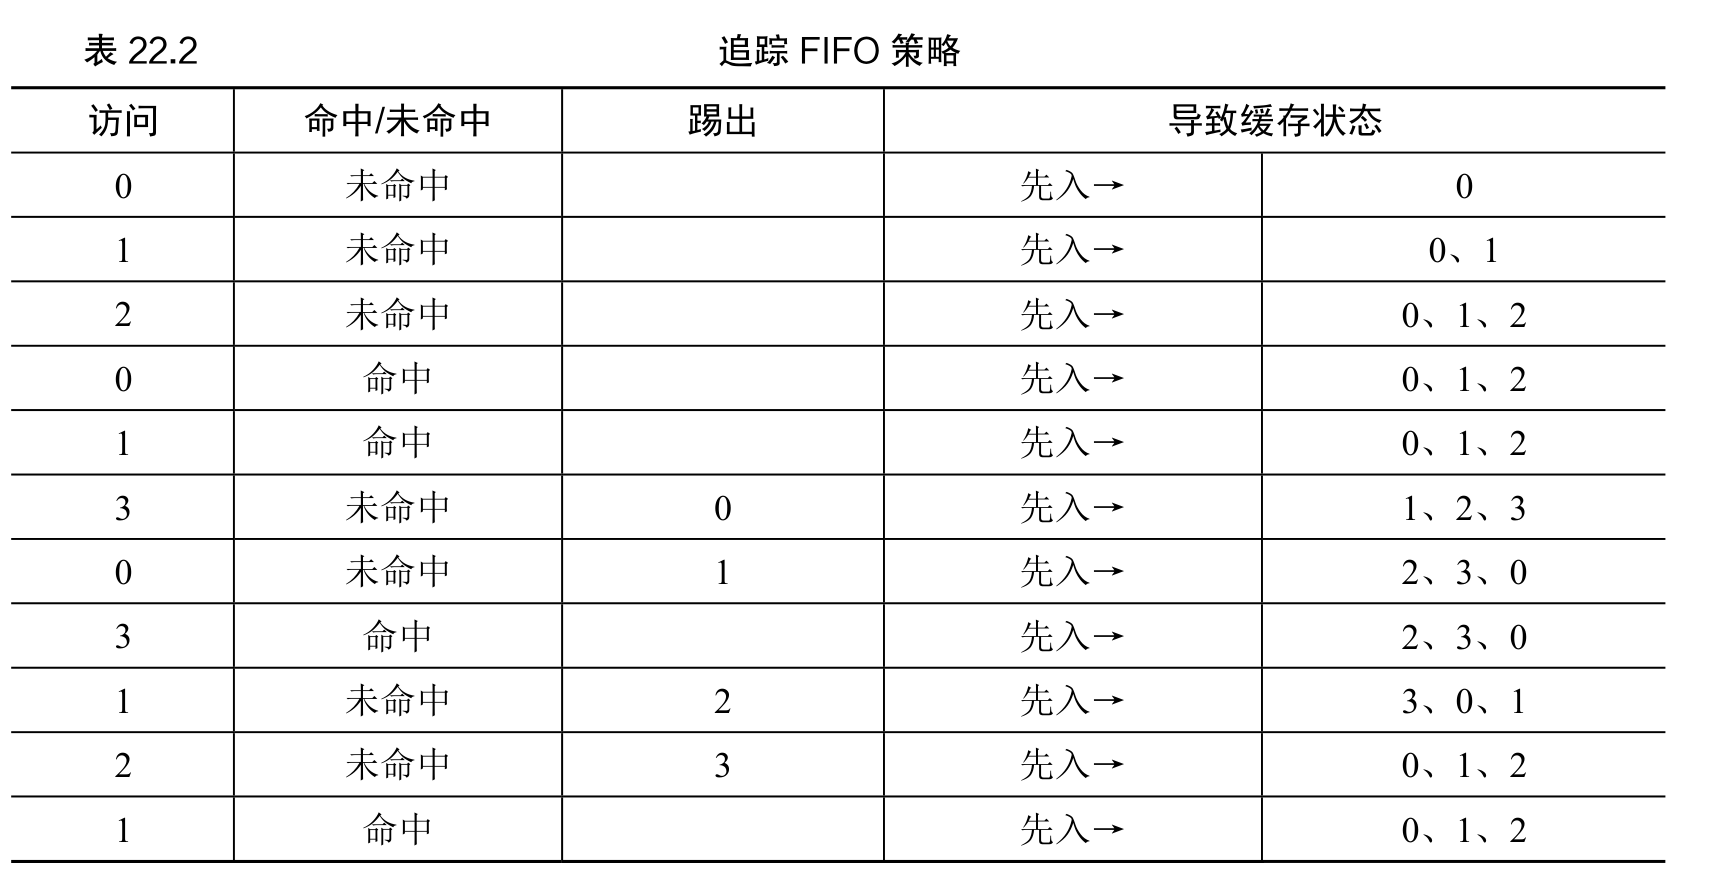 表 22.2 追踪 FIFO 策略
访问 命中/未命中 踢出 导致缓存状态
0 未命中 先入→ 0
1 未命中 先入→ 0、1
2 未命中 先入→ 0、1、2
0 命中 先入→ 0、1、2
1 命中 先入→ 0、1、2
3 未命中 0 先入→ 1、2、3
0 未命中 1 先入→ 2、3、0
3 命中 先入→ 2、3、0
1 未命中 2 先入→ 3、0、1
2 未命中 3 先入→ 0、1、2
1 命中 先入→ 0、1、2